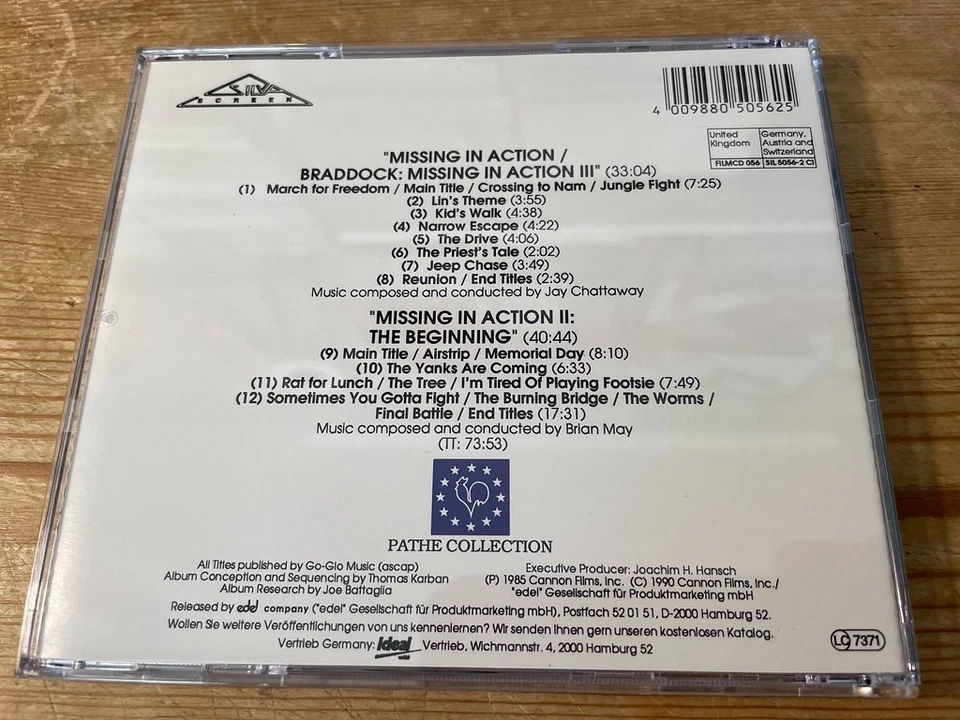 SILVA
SCREEN
4 009880 505625
United Kingdom
Germany, Austria and Switzerland
FILMCD 056
SIL 5056-2 CI
"MISSING IN ACTION /
BRADDOCK: MISSING IN ACTION III" (33:04)
(1) March for Freedom / Main Title / Crossing to Nam / Jungle Fight (7:25)
(2) Lin's Theme (3:55)
(3) Kid's Walk (4:38)
(4) Narrow Escape (4:22)
(5) The Drive (4:06)
(6) The Priest's Tale (2:02)
(7) Jeep Chase (3:49)
(8) Reunion / End Titles (2:39)
Music composed and conducted by Jay Chattaway
"MISSING IN ACTION II:
THE BEGINNING" (40:44)
(9) Main Title / Airstrip / Memorial Day (8:10)
(10) The Yanks Are Coming (6:33)
(11) Rat for Lunch / The Tree / I'm Tired Of Playing Footsie (7:49)
(12) Sometimes You Gotta Fight / The Burning Bridge / The Worms /
Final Battle / End Titles (17:31)
Music composed and conducted by Brian May
(TT: 73:53)
PATHE COLLECTION
All Titles published by Go-Glo Music (ascap)
Album Conception and Sequencing by Thomas Karban
Album Research by Joe Battaglia
Executive Producer: Joachim H. Hansch
(P) 1985 Cannon Films, Inc. (C) 1990 Cannon Films, Inc./
"edel" Gesellschaft für Produktmarketing mbH
Released by edel company ("edel" Gesellschaft für Produktmarketing mbH), Postfach 52 01 51, D-2000 Hamburg 52.
Wollen Sie weitere Veröffentlichungen von uns kennenlernen? Wir senden Ihnen gern unseren kostenlosen Katalog.
Vertrieb Germany: Ideal Vertrieb, Wichmannstr. 4, 2000 Hamburg 52
LC 7371